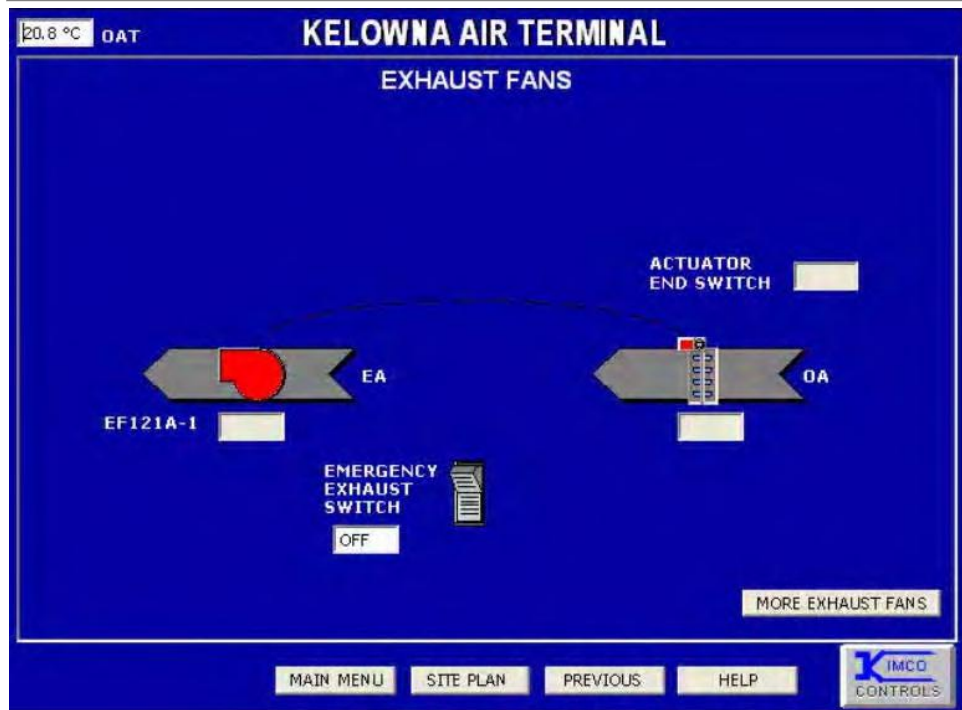 20.8 °C OAT
KELOWNA AIR TERMINAL
EXHAUST FANS
ACTUATOR
END SWITCH
EA
OA
EF121A-1
EMERGENCY
EXHAUST
SWITCH
OFF
MORE EXHAUST FANS
MAIN MENU
SITE PLAN
PREVIOUS
HELP
KIMCO
CONTROLS